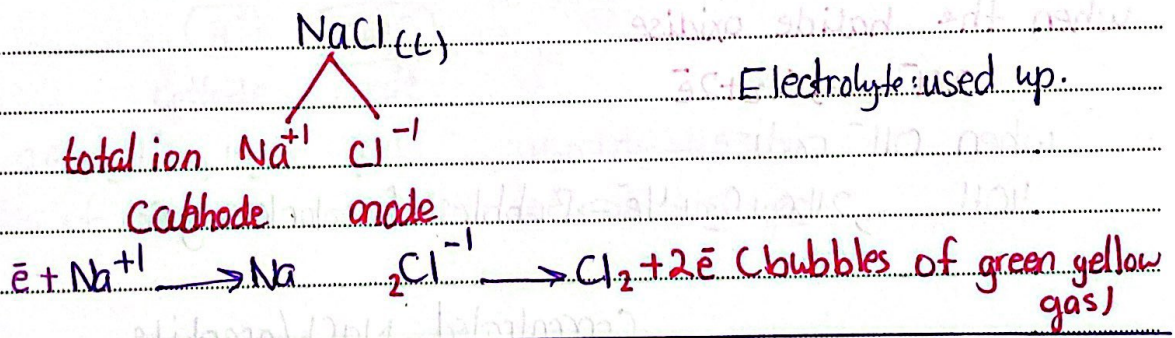 NaCl(l)
Electrolyte: used up.
total ion Na⁺¹ Cl⁻¹
Cathode anode
ē + Na⁺¹ → Na ₂Cl⁻¹ → Cl₂ + 2ē (bubbles of green yellow
gas)